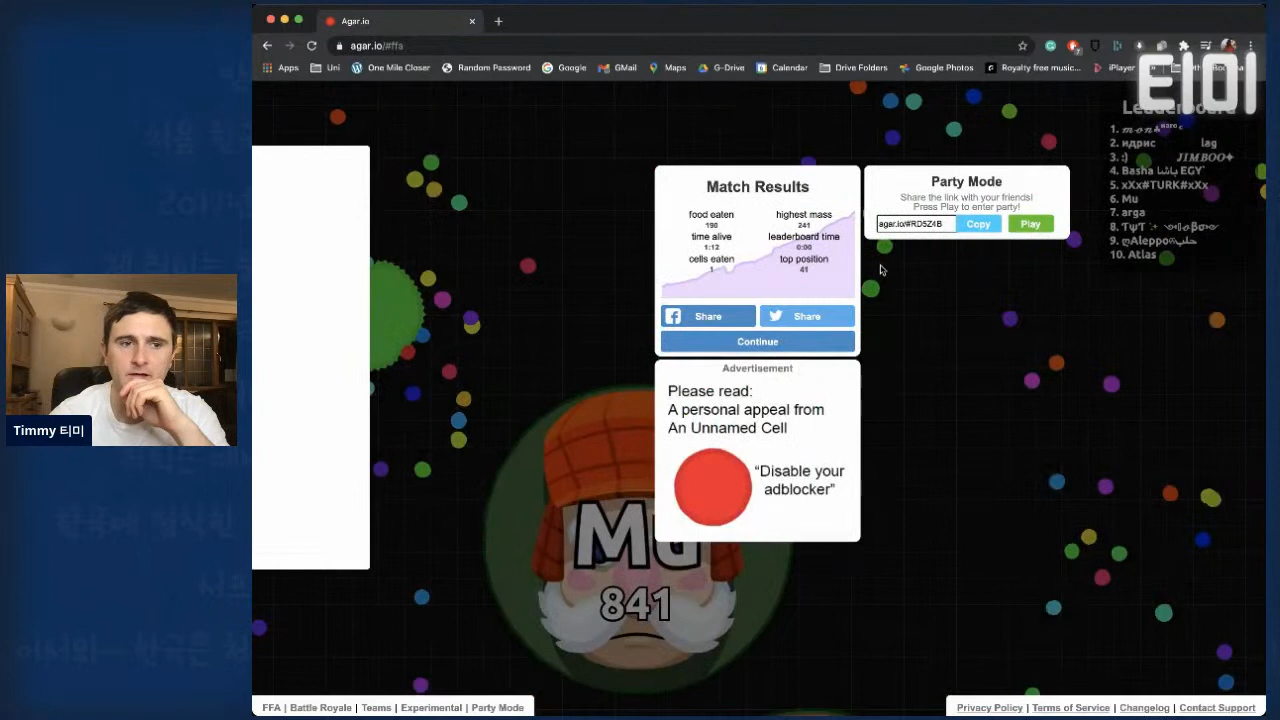 Agar.io
agar.io/#ffa
Apps
Uni
One Mile Closer
Random Password
Google
GMail
Maps
G-Drive
Calendar
Drive Folders
Google Photos
Royalty free music...
iPlayer
E101
Leaderboard
2. идрис lag
3. :) JIMBOO✦
4. Basha باشا EGY
5. xXx#TURK#xXx
6. Mu
7. arga
9. ღAleppoحلب
10. Atlas
Match Results
food eaten
190
highest mass
241
time alive
1:12
leaderboard time
0:00
cells eaten
1
top position
41
Share
Share
Continue
Party Mode
Share the link with your friends!
Press Play to enter party!
agar.io/#RD5Z4B
Copy
Play
Advertisement
Please read:
A personal appeal from
An Unnamed Cell
"Disable your
adblocker"
Mu
841
Timmy 티미
FFA | Battle Royale | Teams | Experimental | Party Mode
Privacy Policy | Terms of Service | Changelog | Contact Support